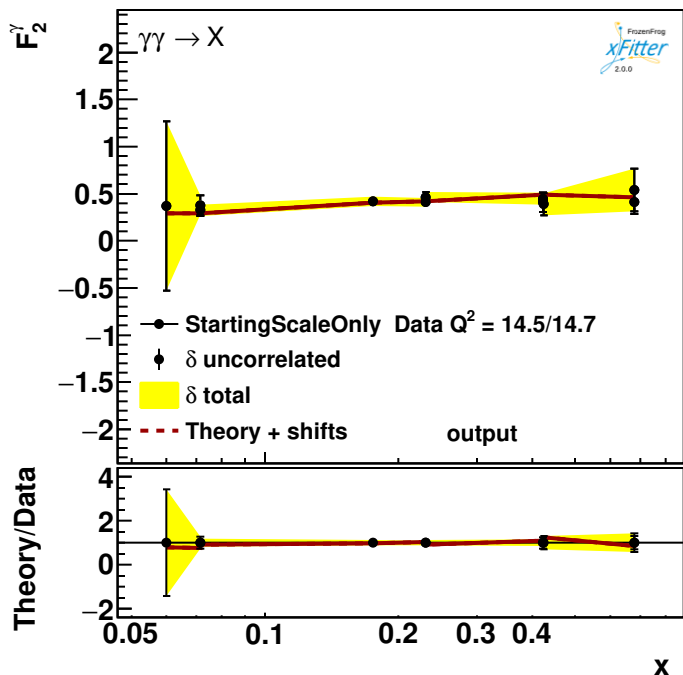 F₂^γ
γγ → X
FrozenFrog
xFitter
2.0.0
2
1.5
1
0.5
0
−0.5
−1
−1.5
−2
StartingScaleOnly Data Q² = 14.5/14.7
δ uncorrelated
δ total
Theory + shifts
output
Theory/Data
4
2
0
−2
0.05
0.1
0.2
0.3
0.4
x